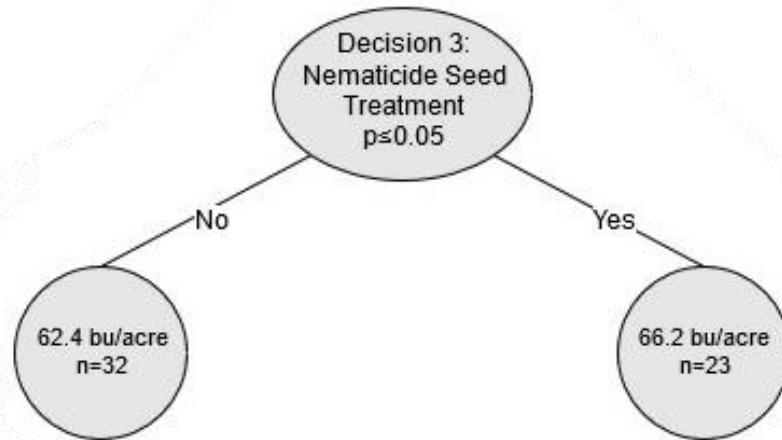 Decision 3:
Nematicide Seed
Treatment
p≤0.05
No
Yes
62.4 bu/acre
n=32
66.2 bu/acre
n=23